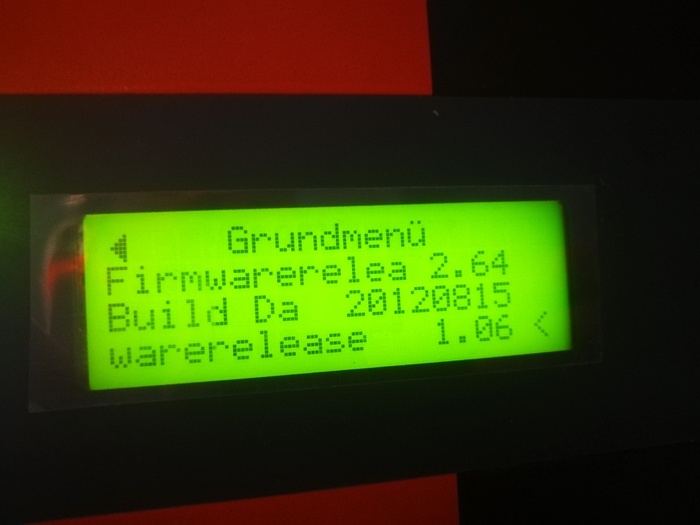 Grundmenü
Firmwarerelea 2.64
Build Da 20120815
warerelease 1.06 <